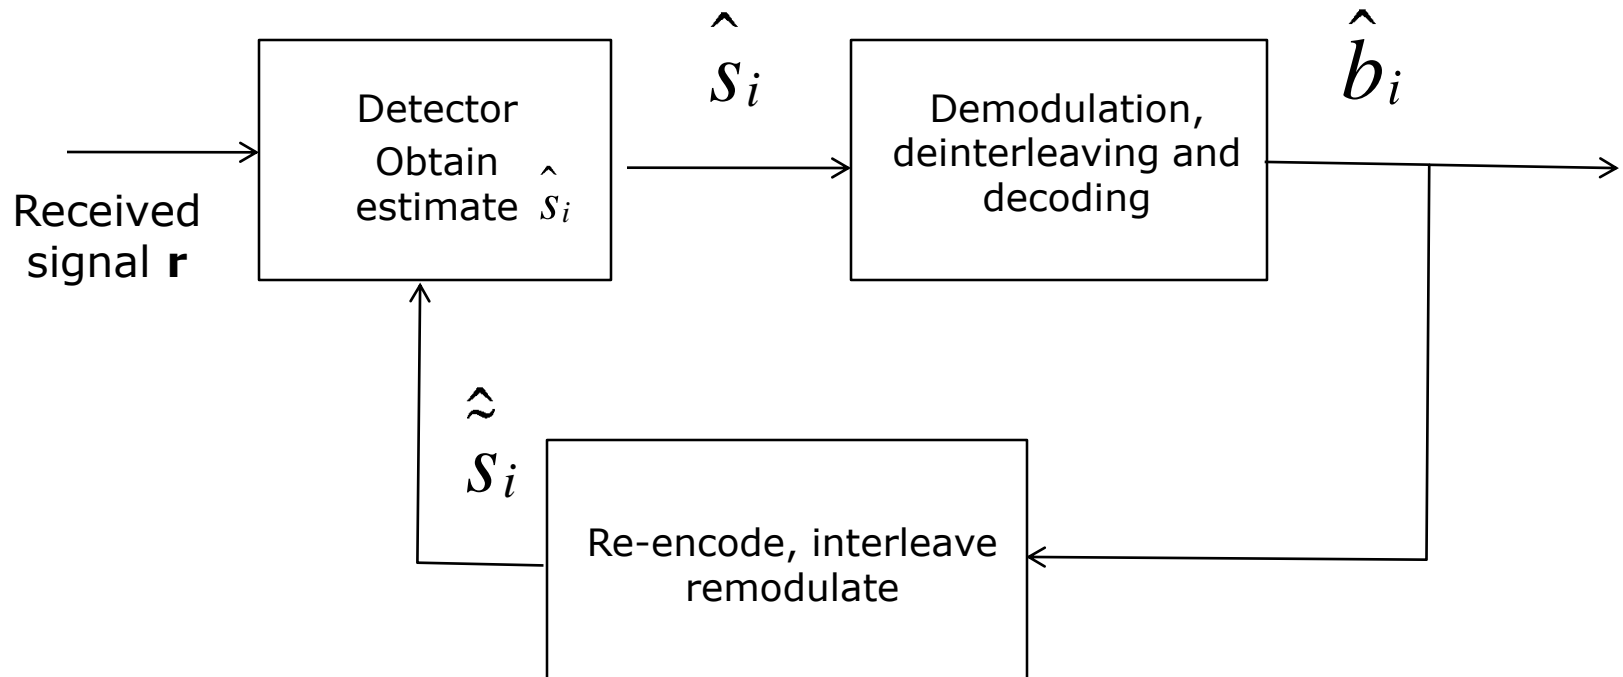 Received
signal r
Detector
Obtain
estimate ŝᵢ
ŝᵢ
Demodulation,
deinterleaving and
decoding
b̂ᵢ
s̃̂ᵢ
Re-encode, interleave
remodulate